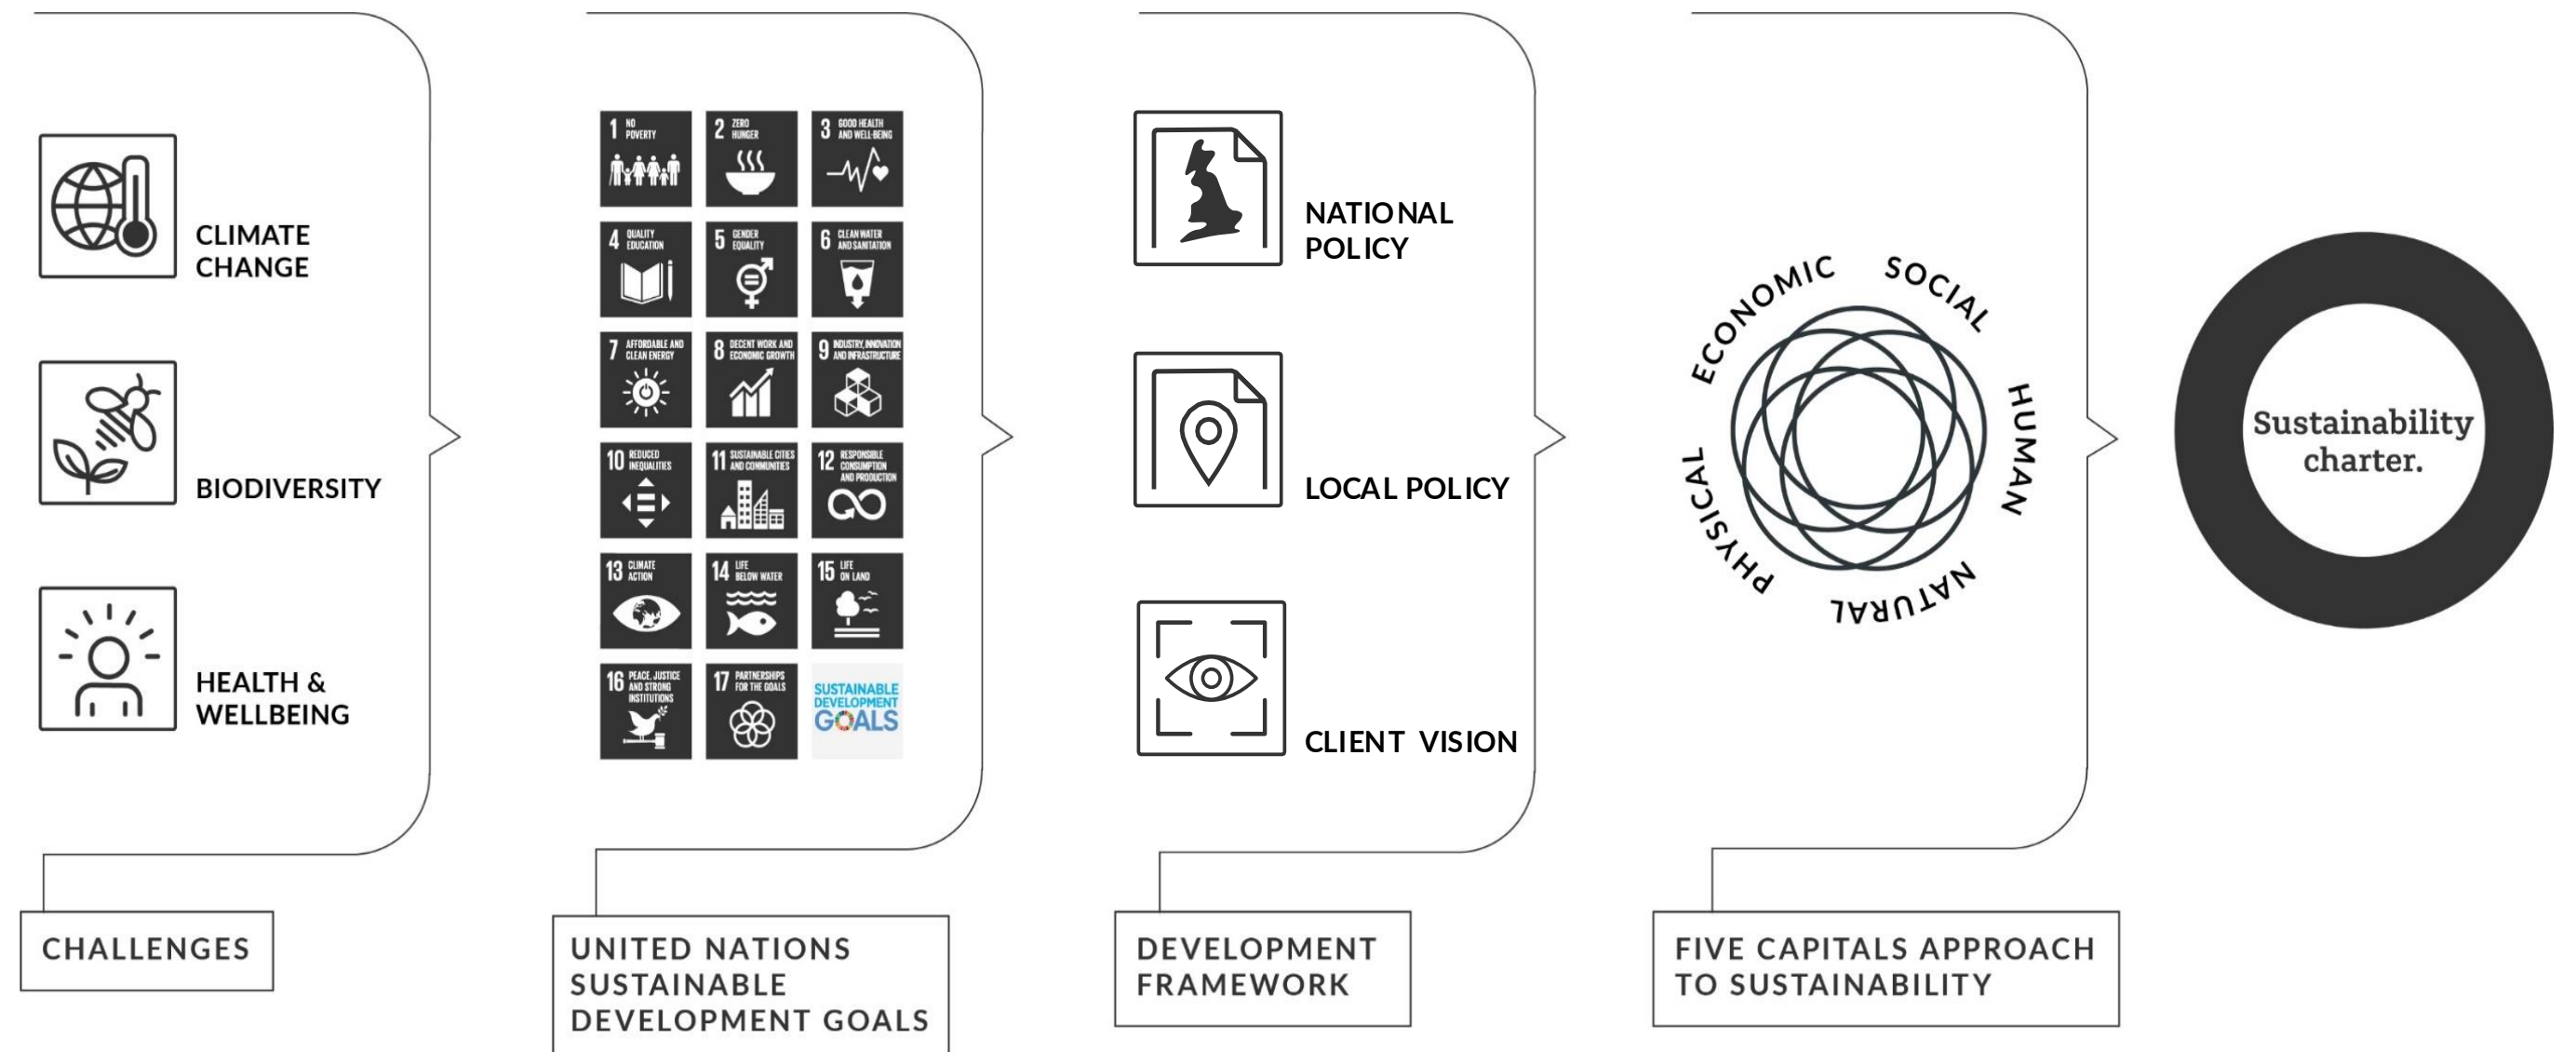 CLIMATE
CHANGE
BIODIVERSITY
HEALTH &
WELLBEING
CHALLENGES
1 NO
POVERTY
2 ZERO
HUNGER
3 GOOD HEALTH
AND WELL-BEING
4 QUALITY
EDUCATION
5 GENDER
EQUALITY
6 CLEAN WATER
AND SANITATION
7 AFFORDABLE AND
CLEAN ENERGY
8 DECENT WORK AND
ECONOMIC GROWTH
9 INDUSTRY, INNOVATION
AND INFRASTRUCTURE
10 REDUCED
INEQUALITIES
11 SUSTAINABLE CITIES
AND COMMUNITIES
12 RESPONSIBLE
CONSUMPTION
AND PRODUCTION
13 CLIMATE
ACTION
14 LIFE
BELOW WATER
15 LIFE
ON LAND
16 PEACE, JUSTICE
AND STRONG
INSTITUTIONS
17 PARTNERSHIPS
FOR THE GOALS
SUSTAINABLE
DEVELOPMENT
GOALS
UNITED NATIONS
SUSTAINABLE
DEVELOPMENT GOALS
NATIONAL
POLICY
LOCAL POLICY
CLIENT VISION
DEVELOPMENT
FRAMEWORK
ECONOMIC
SOCIAL
HUMAN
NATURAL
PHYSICAL
FIVE CAPITALS APPROACH
TO SUSTAINABILITY
Sustainability
charter.